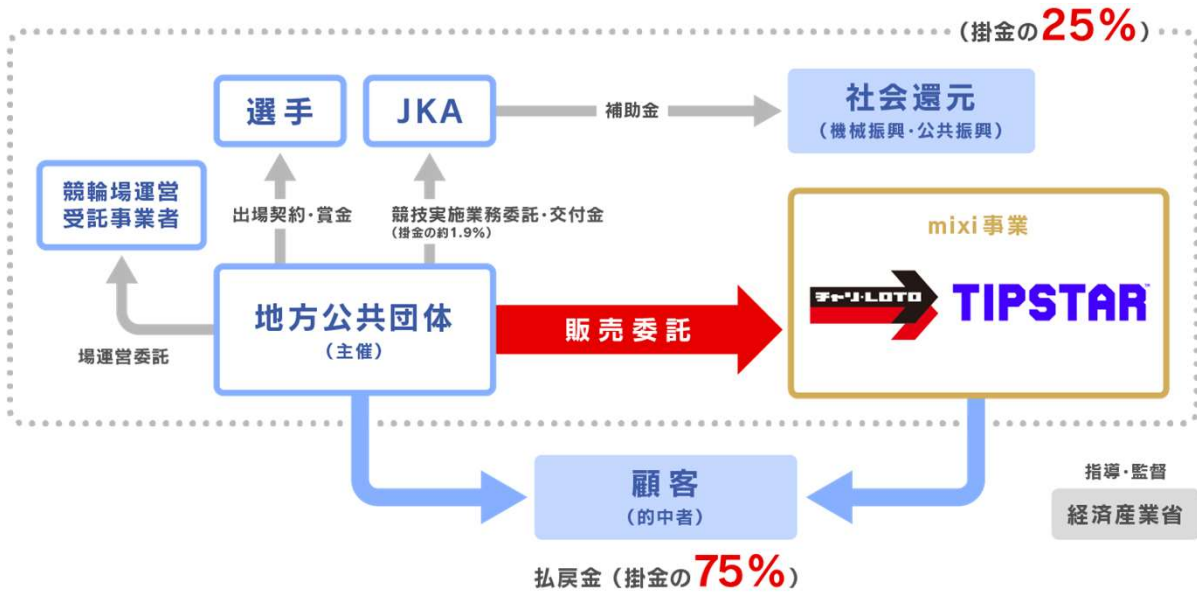 (掛金の25%)
選手
JKA
補助金
社会還元
(機械振興・公共振興)
競輪場運営
受託事業者
出場契約・賞金
競技実施業務委託・交付金
(掛金の約1.9%)
mixi事業
チャリ・LOTO
TIPSTAR™
地方公共団体
(主催)
販売委託
場運営委託
顧客
(的中者)
指導・監督
経済産業省
払戻金(掛金の75%)